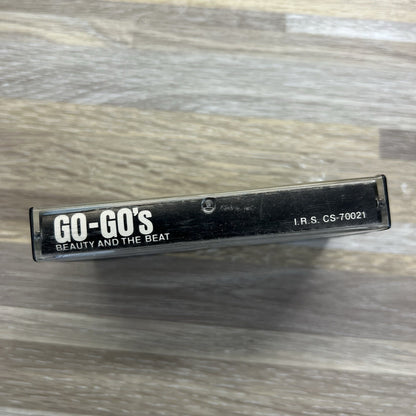 GO-GO's
BEAUTY AND THE BEAT
I.R.S. CS-70021